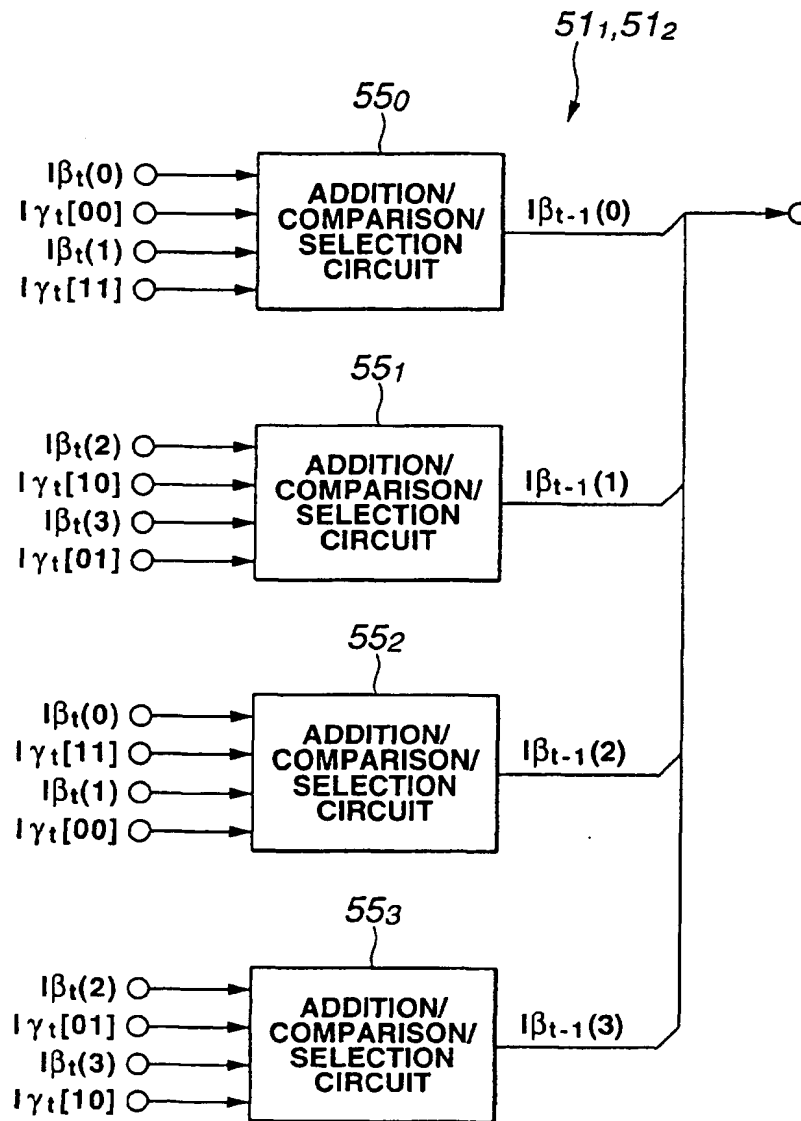 51₁,51₂
55₀
Iβt(0)
Iγt[00]
Iβt(1)
Iγt[11]
ADDITION/
COMPARISON/
SELECTION
CIRCUIT
Iβt-1(0)
55₁
Iβt(2)
Iγt[10]
Iβt(3)
Iγt[01]
ADDITION/
COMPARISON/
SELECTION
CIRCUIT
Iβt-1(1)
55₂
Iβt(0)
Iγt[11]
Iβt(1)
Iγt[00]
ADDITION/
COMPARISON/
SELECTION
CIRCUIT
Iβt-1(2)
55₃
Iβt(2)
Iγt[01]
Iβt(3)
Iγt[10]
ADDITION/
COMPARISON/
SELECTION
CIRCUIT
Iβt-1(3)